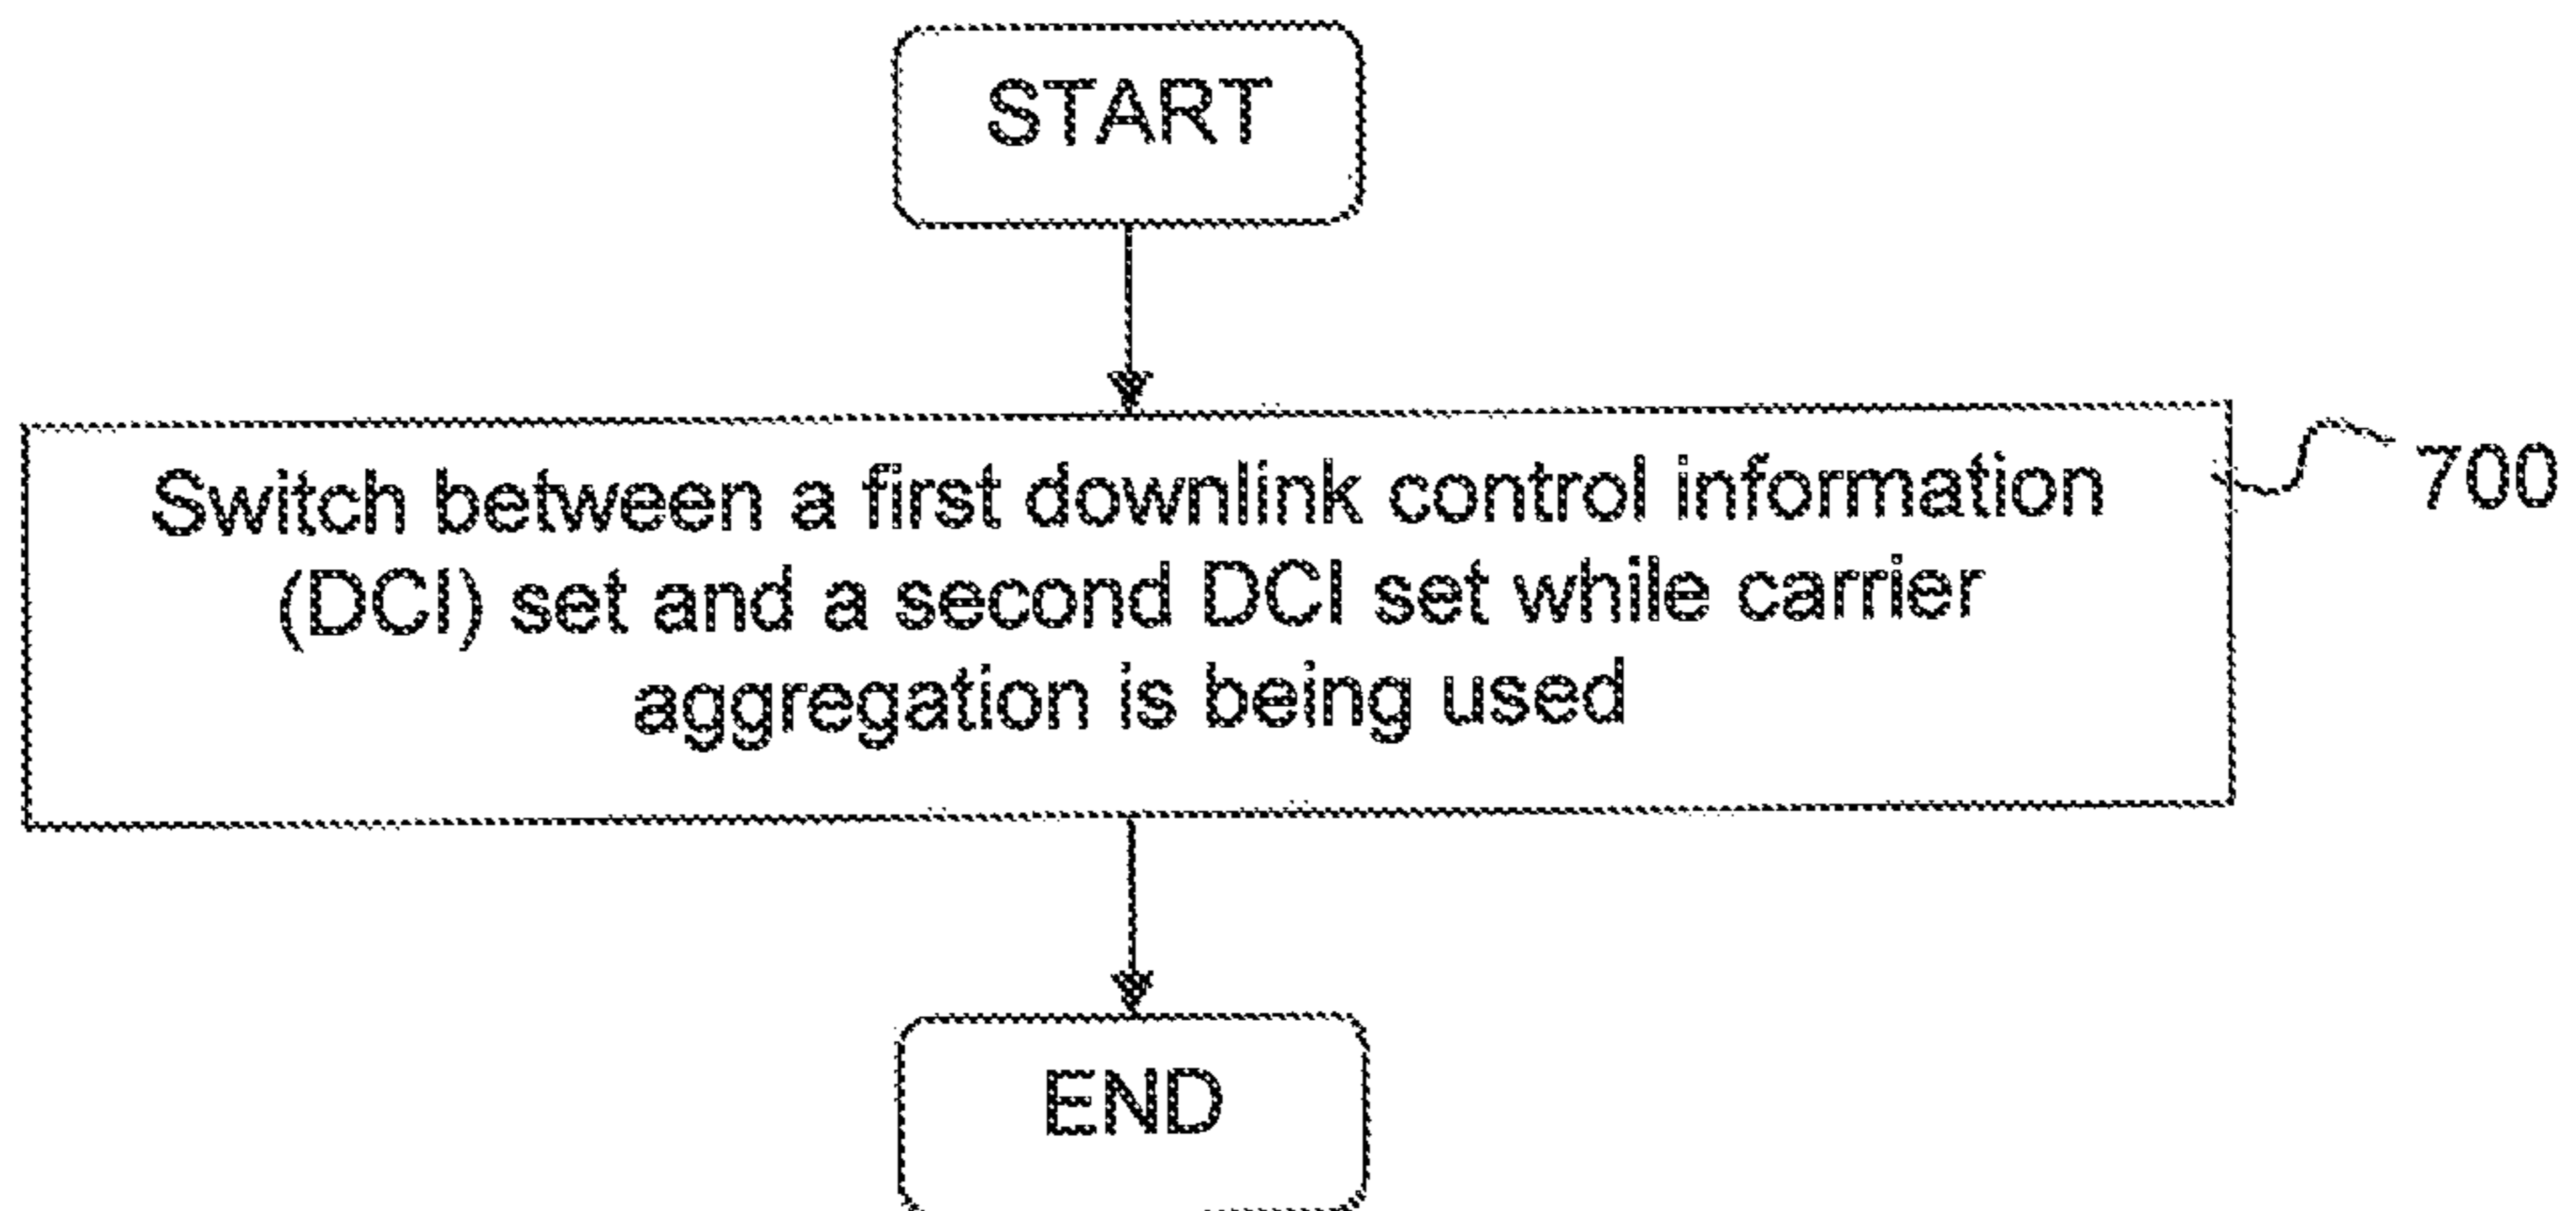 START
Switch between a first downlink control information
(DCI) set and a second DCI set while carrier
aggregation is being used
700
END